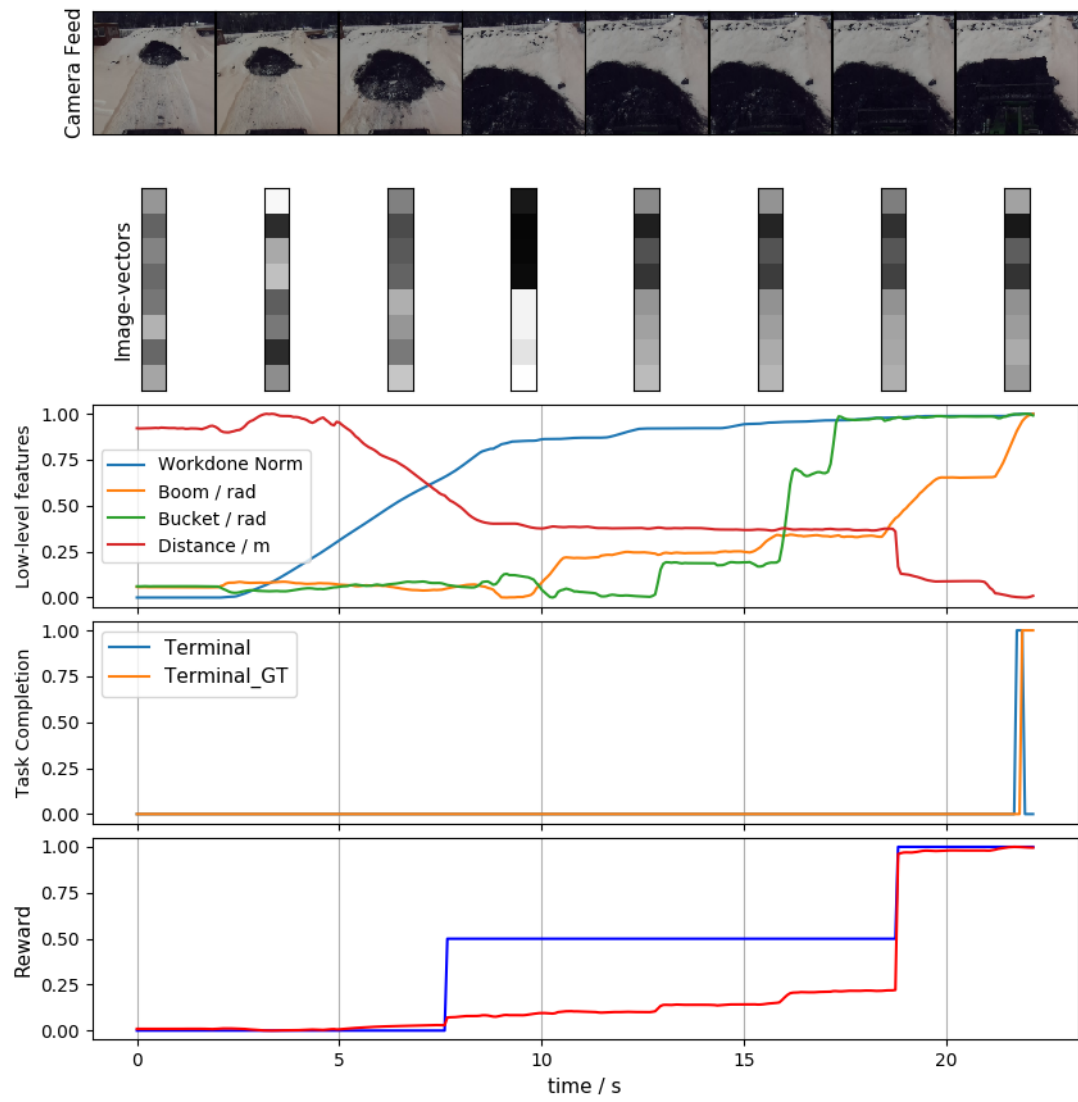 Camera Feed
Image-vectors
Low-level features
1.00
0.75
0.50
0.25
0.00
Workdone Norm
Boom / rad
Bucket / rad
Distance / m
Task Completion
1.00
0.75
0.50
0.25
0.00
Terminal
Terminal_GT
Reward
1.00
0.75
0.50
0.25
0.00
0 5 10 15 20
time / s